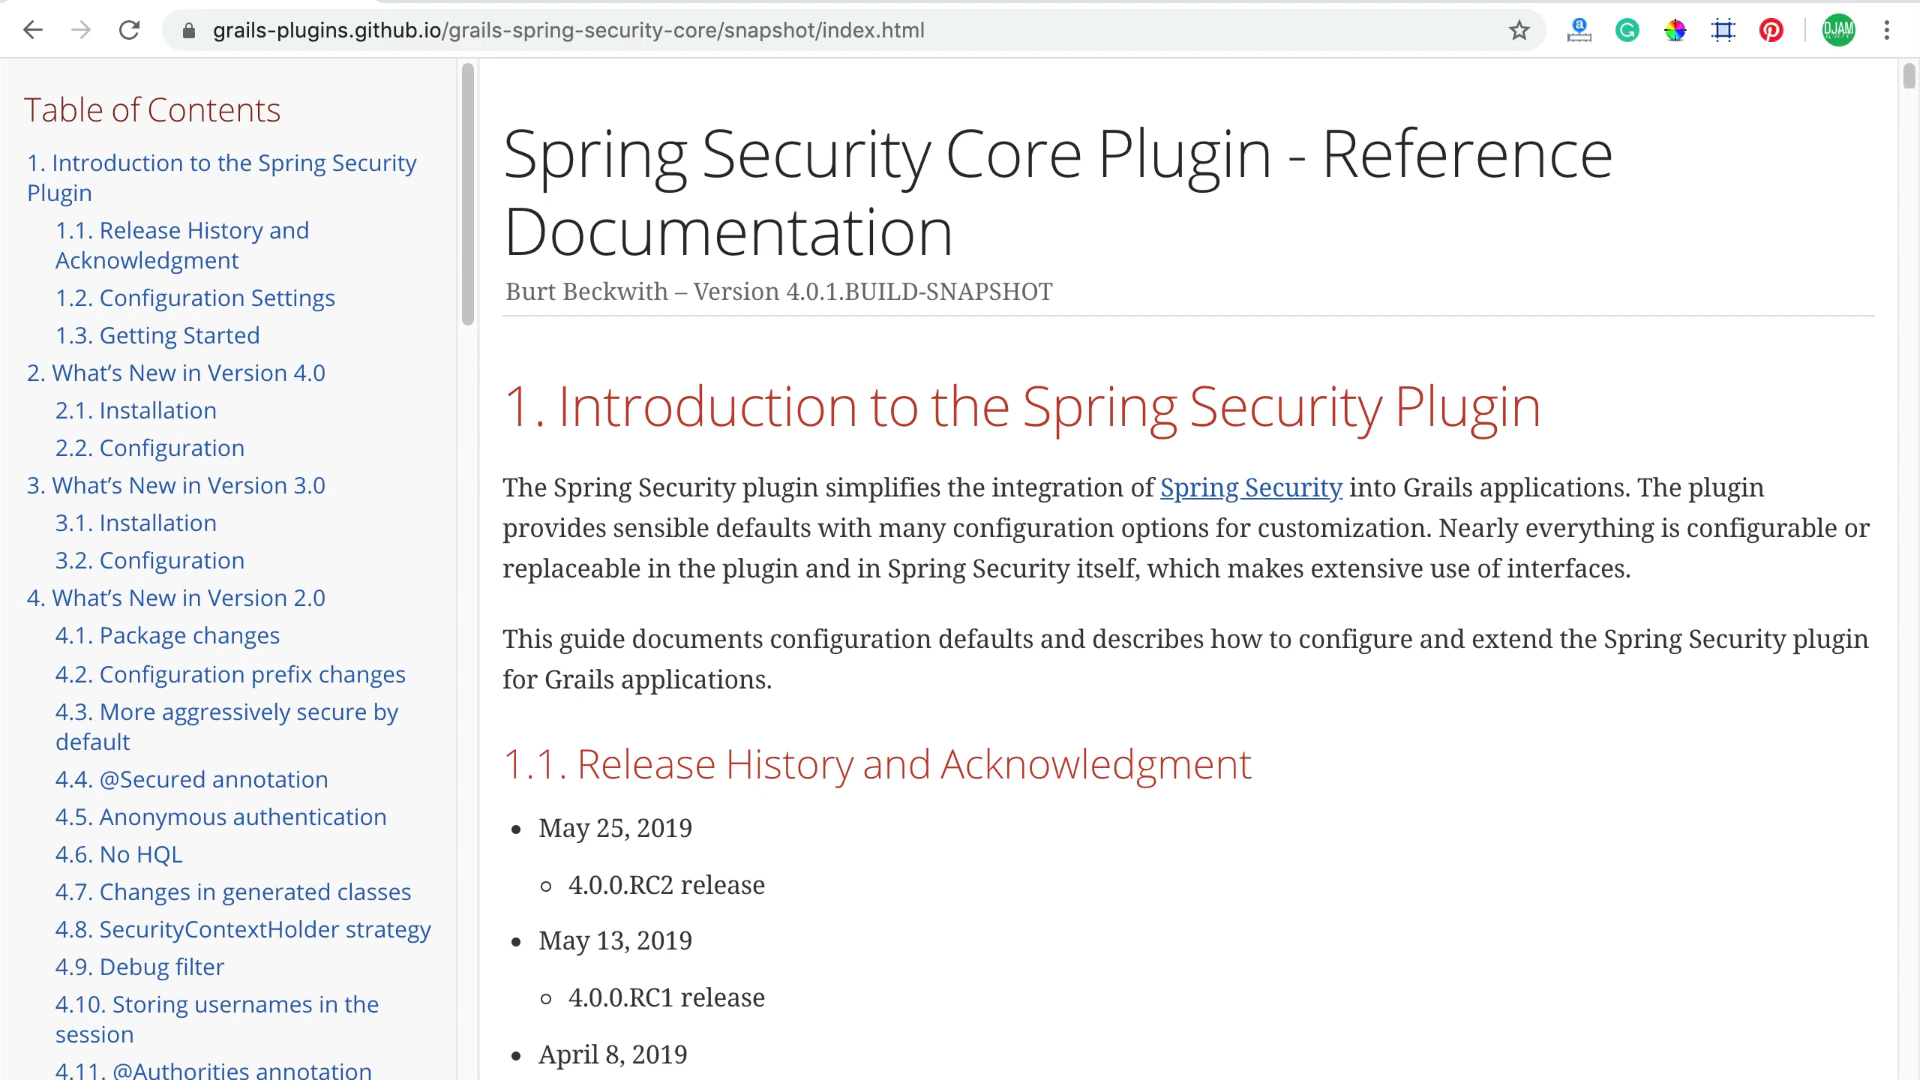 grails-plugins.github.io/grails-spring-security-core/snapshot/index.html
DJAM
Table of Contents
1. Introduction to the Spring Security
Plugin
1.1. Release History and
Acknowledgment
1.2. Configuration Settings
1.3. Getting Started
2. What’s New in Version 4.0
2.1. Installation
2.2. Configuration
3. What’s New in Version 3.0
3.1. Installation
3.2. Configuration
4. What’s New in Version 2.0
4.1. Package changes
4.2. Configuration prefix changes
4.3. More aggressively secure by
default
4.4. @Secured annotation
4.5. Anonymous authentication
4.6. No HQL
4.7. Changes in generated classes
4.8. SecurityContextHolder strategy
4.9. Debug filter
4.10. Storing usernames in the
session
4.11. @Authorities annotation
Spring Security Core Plugin - Reference
Documentation
Burt Beckwith – Version 4.0.1.BUILD-SNAPSHOT
1. Introduction to the Spring Security Plugin
The Spring Security plugin simplifies the integration of Spring Security into Grails applications. The plugin
provides sensible defaults with many configuration options for customization. Nearly everything is configurable or
replaceable in the plugin and in Spring Security itself, which makes extensive use of interfaces.
This guide documents configuration defaults and describes how to configure and extend the Spring Security plugin
for Grails applications.
1.1. Release History and Acknowledgment
May 25, 2019
4.0.0.RC2 release
May 13, 2019
4.0.0.RC1 release
April 8, 2019